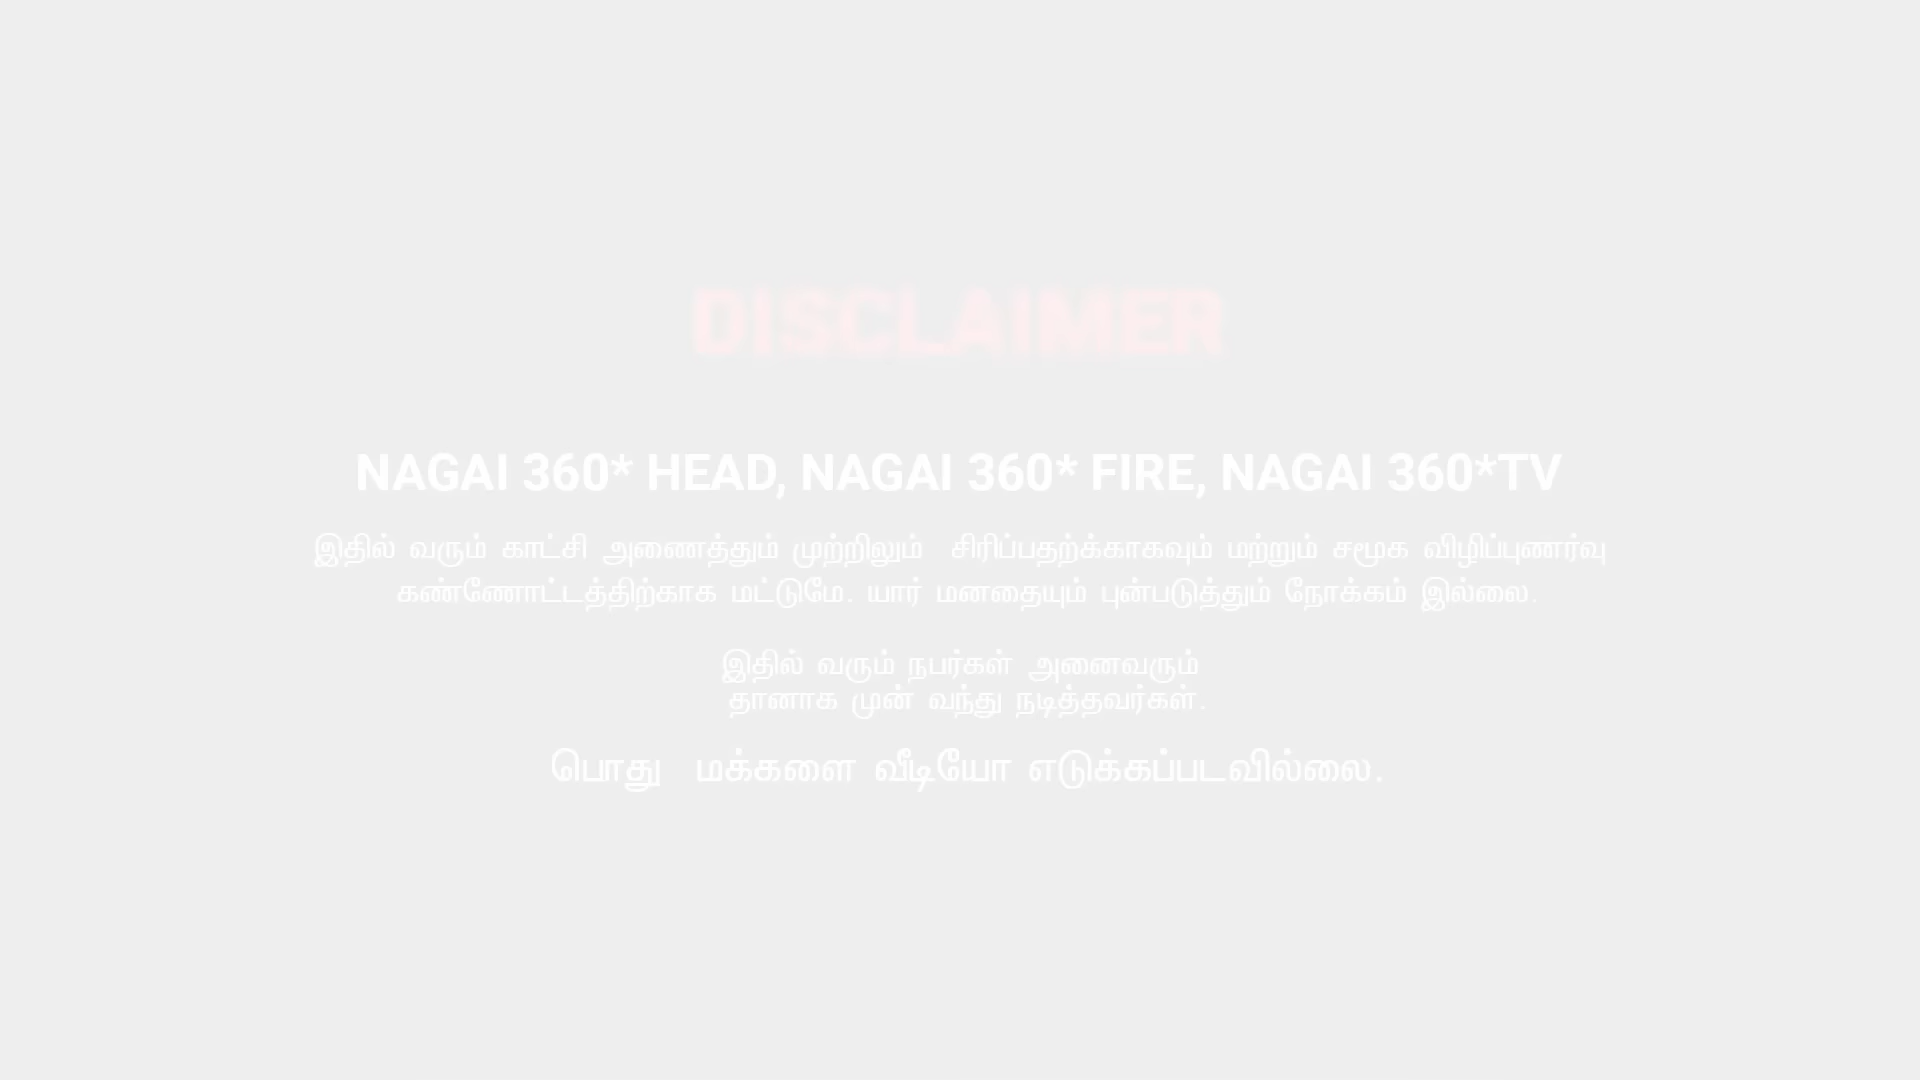 DISCLAIMER
NAGAI 360* HEAD, NAGAI 360* FIRE, NAGAI 360*TV
இதில் வரும் காட்சி அணைத்தும் முற்றிலும் சிரிப்பதற்க்காகவும் மற்றும் சமூக விழிப்புணர்வு
கண்ணோட்டத்திற்காக மட்டுமே. யார் மனதையும் புன்படுத்தும் நோக்கம் இல்லை.
இதில் வரும் நபர்கள் அனைவரும்
தானாக முன் வந்து நடித்தவர்கள்.
பொது மக்களை வீடியோ எடுக்கப்படவில்லை.